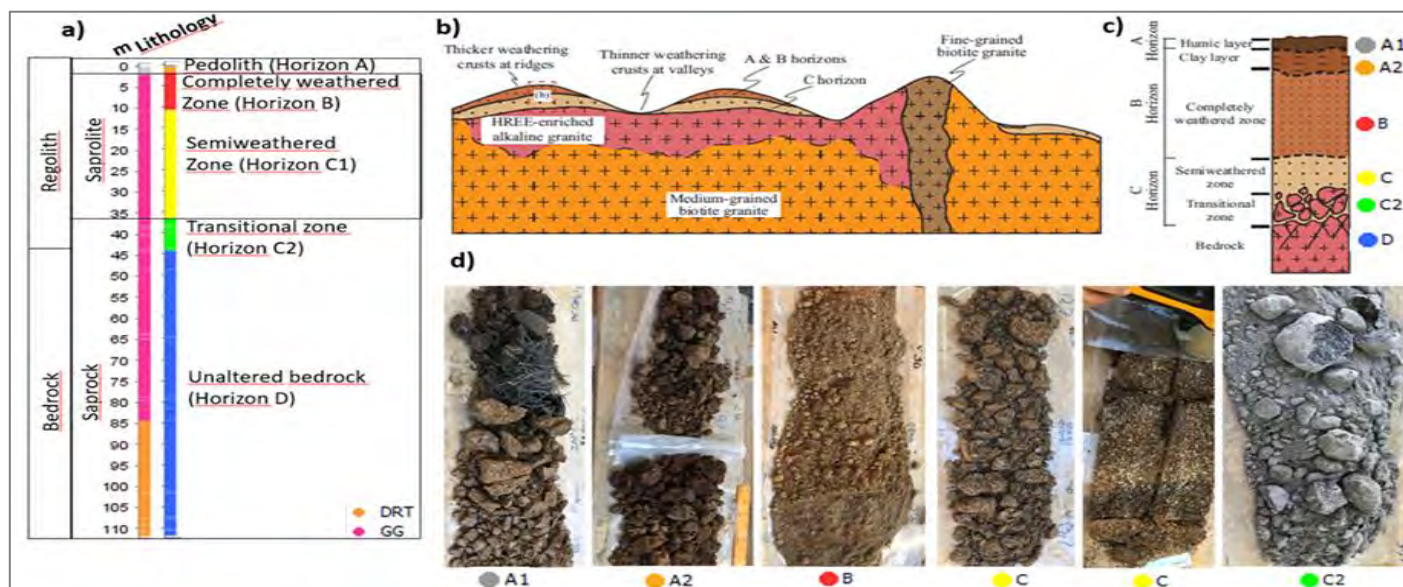 a)
m
Lithology
0
5
10
15
20
25
30
35
40
45
50
55
60
65
70
75
80
85
90
95
100
105
110
Regolith
Bedrock
Saprolite
Saprock
Pedolith (Horizon A)
Completely weathered
Zone (Horizon B)
Semiweathered
Zone (Horizon C1)
Transitional zone
(Horizon C2)
Unaltered bedrock
(Horizon D)
DRT
GG
b)
Thicker weathering
crusts at ridges
Thinner weathering
crusts at valleys
A & B horizons
C horizon
Fine-grained
biotite granite
(b)
HREE-enriched
alkaline granite
Medium-grained
biotite granite
c)
A
Horizon
B
Horizon
C
Horizon
Humic layer
Clay layer
Completely
weathered zone
Semiweathered
zone
Transitional
zone
Bedrock
A1
A2
B
C
C2
D
d)
A1
A2
B
C
C
C2